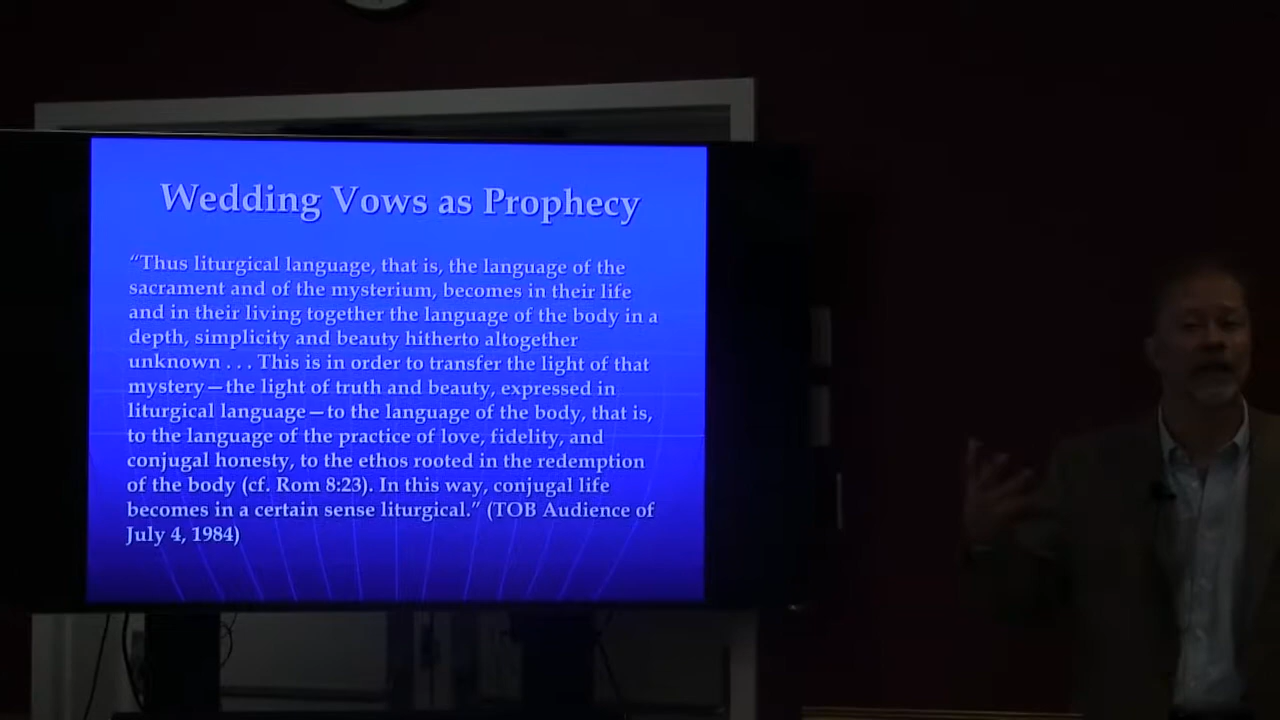 Wedding Vows as Prophecy
“Thus liturgical language, that is, the language of the
sacrament and of the mysterium, becomes in their life
and in their living together the language of the body in a
depth, simplicity and beauty hitherto altogether
unknown . . . This is in order to transfer the light of that
mystery—the light of truth and beauty, expressed in
liturgical language—to the language of the body, that is,
to the language of the practice of love, fidelity, and
conjugal honesty, to the ethos rooted in the redemption
of the body (cf. Rom 8:23). In this way, conjugal life
becomes in a certain sense liturgical.” (TOB Audience of
July 4, 1984)